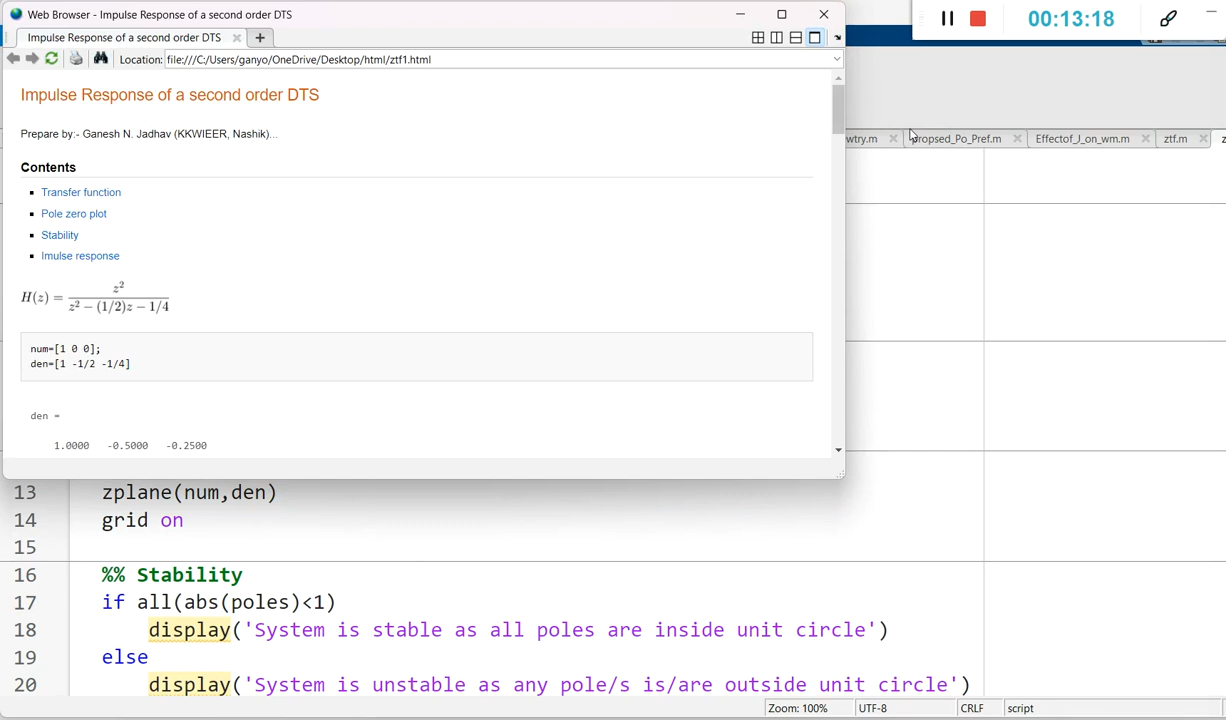 Web Browser - Impulse Response of a second order DTS
00:13:18
Impulse Response of a second order DTS
Location: file:///C:/Users/ganyo/OneDrive/Desktop/html/ztf1.html
Impulse Response of a second order DTS
Prepare by:- Ganesh N. Jadhav (KKWIEER, Nashik)...
wtry.m propsed_Po_Pref.m Effectof_J_on_wm.m ztf.m z
Contents
Transfer function
Pole zero plot
Stability
Imulse response
H(z) = z² / z² − (1/2)z − 1/4
num=[1 0 0];
den=[1 -1/2 -1/4]
den =
1.0000 -0.5000 -0.2500
13 zplane(num,den)
14 grid on
15
16 %% Stability
17 if all(abs(poles)<1)
18 display('System is stable as all poles are inside unit circle')
19 else
20 display('System is unstable as any pole/s is/are outside unit circle')
Zoom: 100% UTF-8 CRLF script